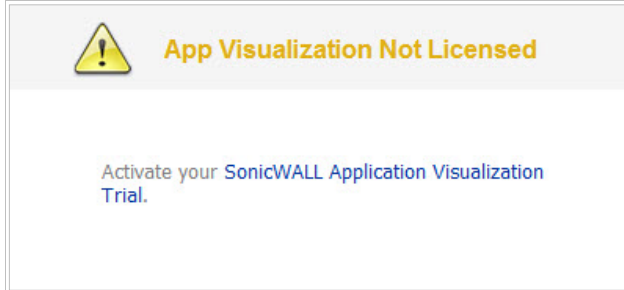 App Visualization Not Licensed
Activate your SonicWALL Application Visualization
Trial.